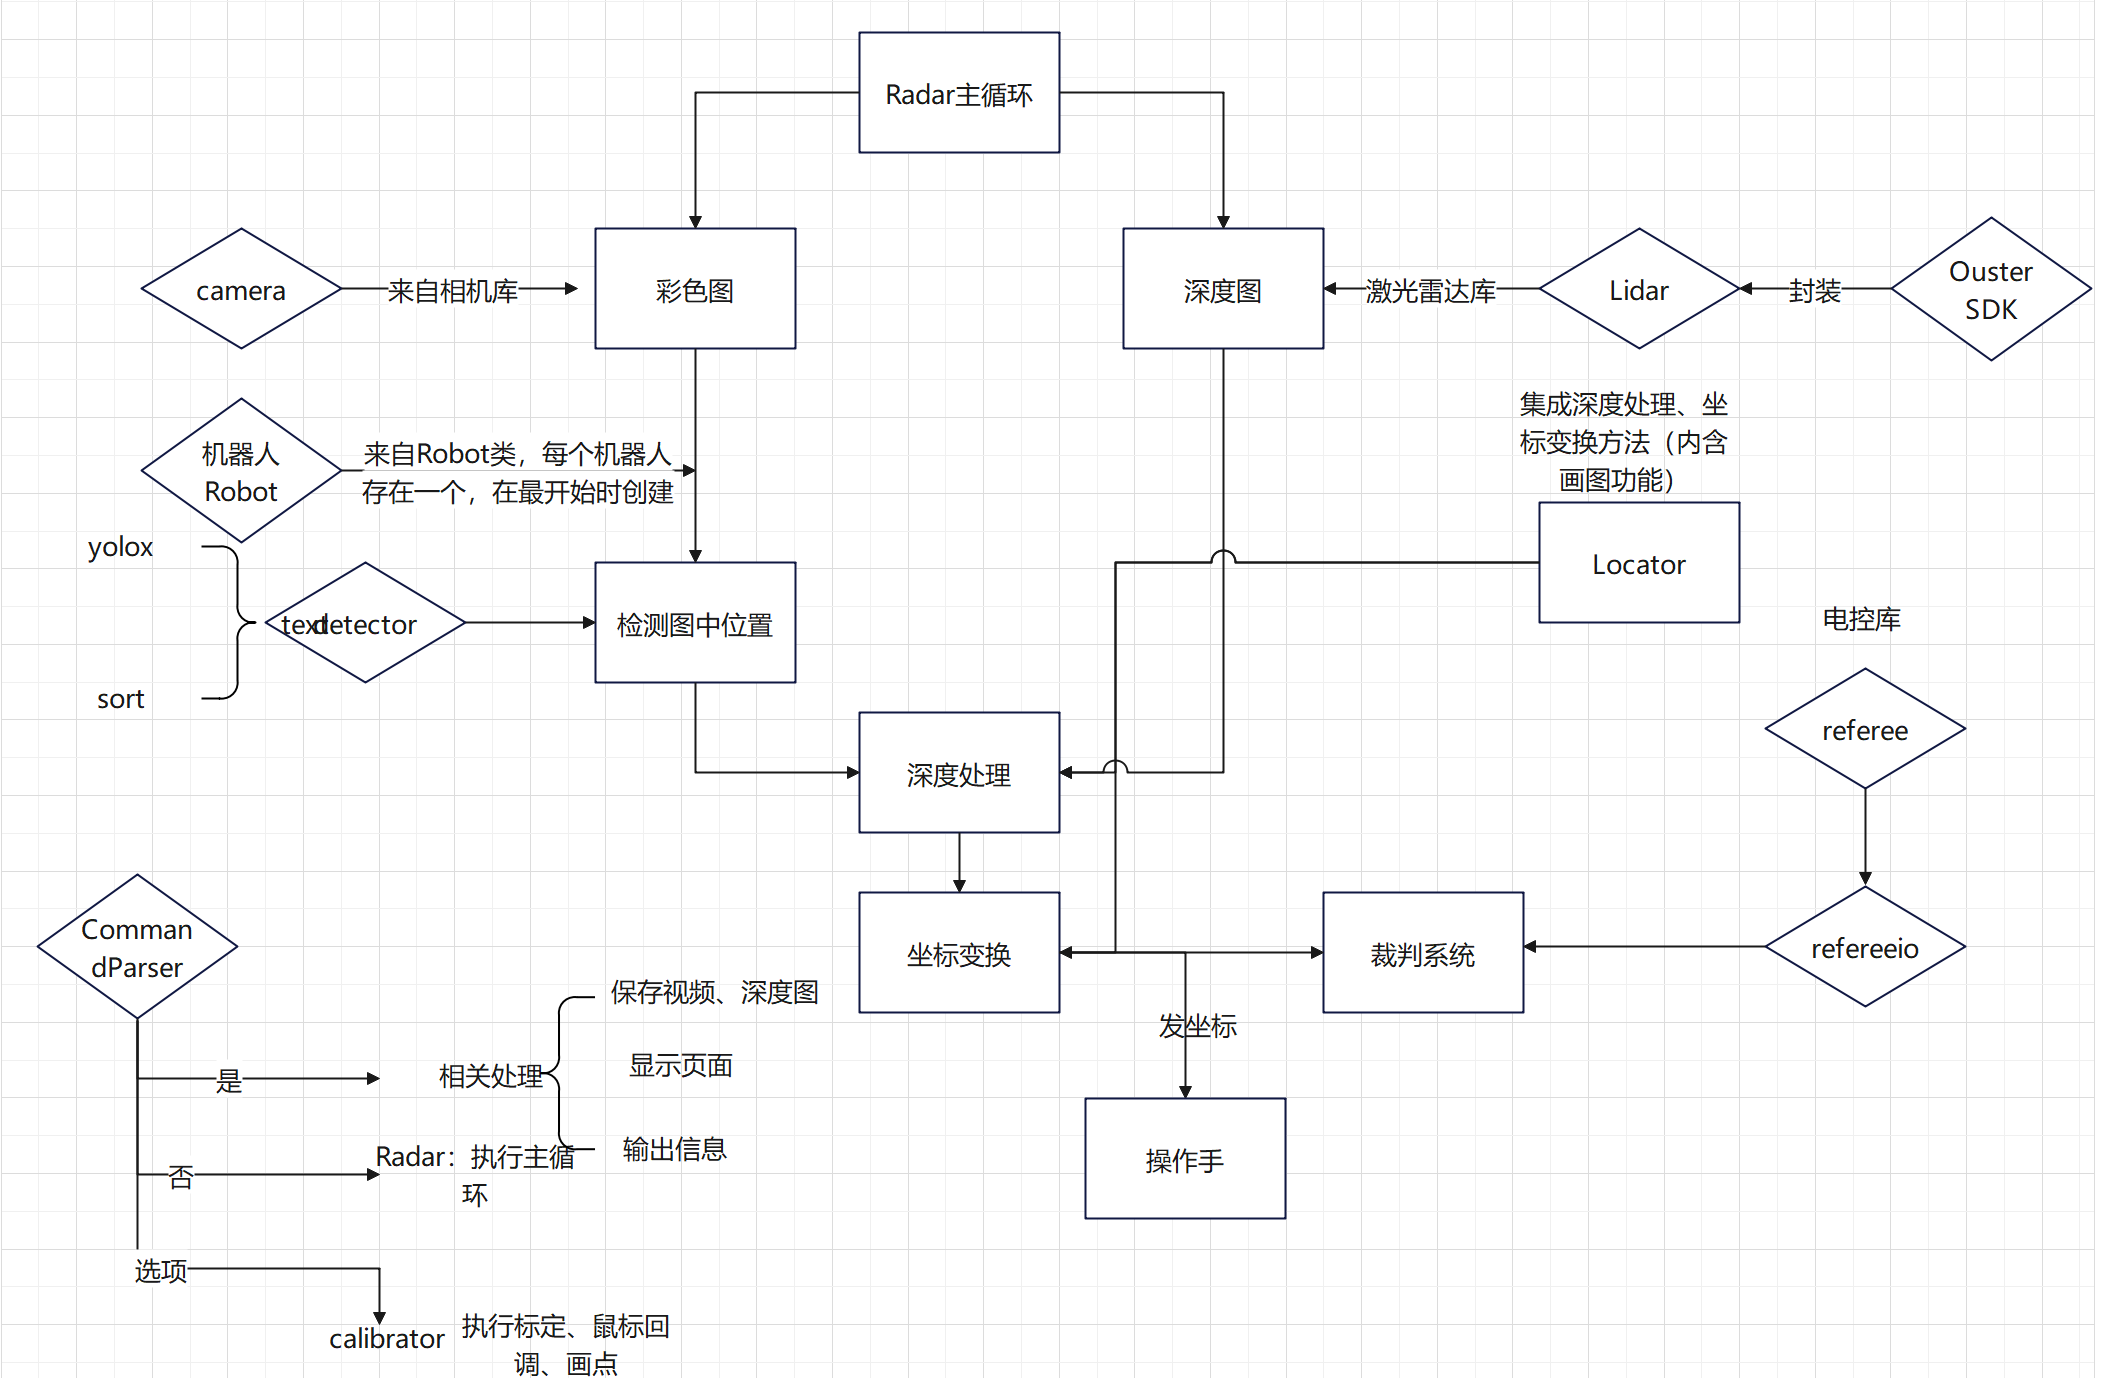 Radar主循环
camera
来自相机库
彩色图
深度图
激光雷达库
Lidar
封装
Ouster
SDK
机器人
Robot
来自Robot类，每个机器人
存在一个，在最开始时创建
集成深度处理、坐
标变换方法（内含
画图功能）
Locator
yolox
text
detector
sort
检测图中位置
电控库
referee
深度处理
Comman
dParser
坐标变换
裁判系统
refereeio
发坐标
操作手
是
相关处理
保存视频、深度图
显示页面
输出信息
否
Radar：执行主循
环
选项
calibrator
执行标定、鼠标回
调、画点